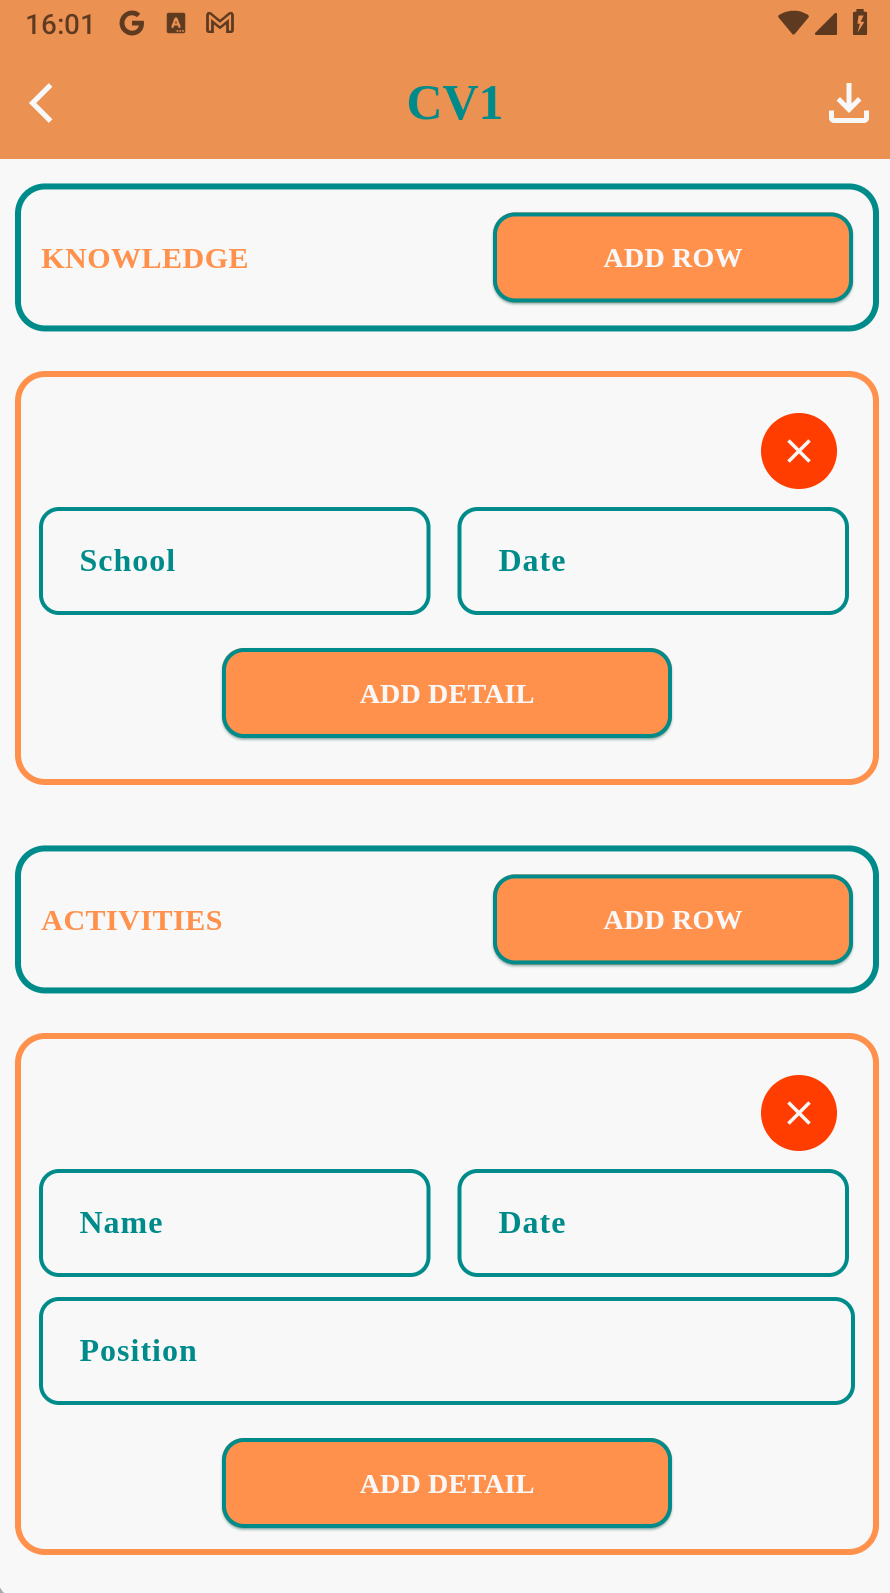 16:01
CV1
KNOWLEDGE
ADD ROW
School
Date
ADD DETAIL
ACTIVITIES
ADD ROW
Name
Date
Position
ADD DETAIL